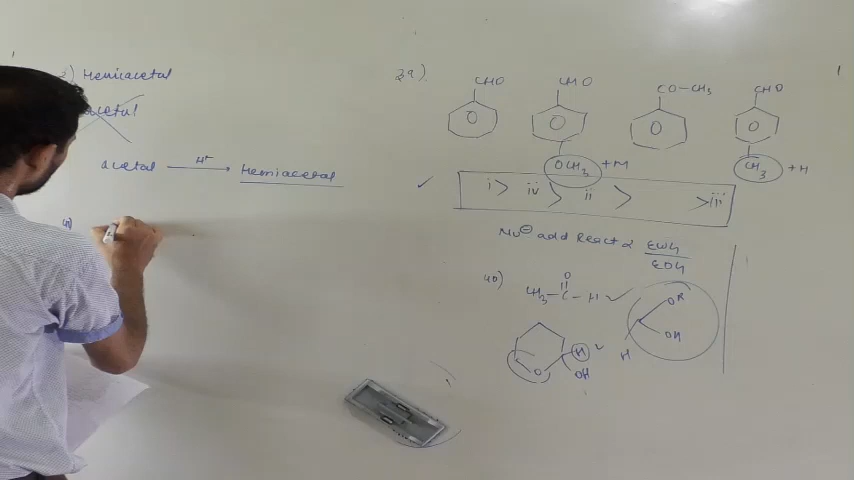 3) Hemiacetal
acetal
acetal H⁺ → Hemiacetal
39).
CHO CHO CO-CH₃ CHO
O O O O
OCH₃ +M CH₃ +H
✓ i > iv > ii > > iii
Nu⊖ add React α EWG
EDG
40)
O
CH₃-C-H ✓
OR
OH
H
H ✓
O OH